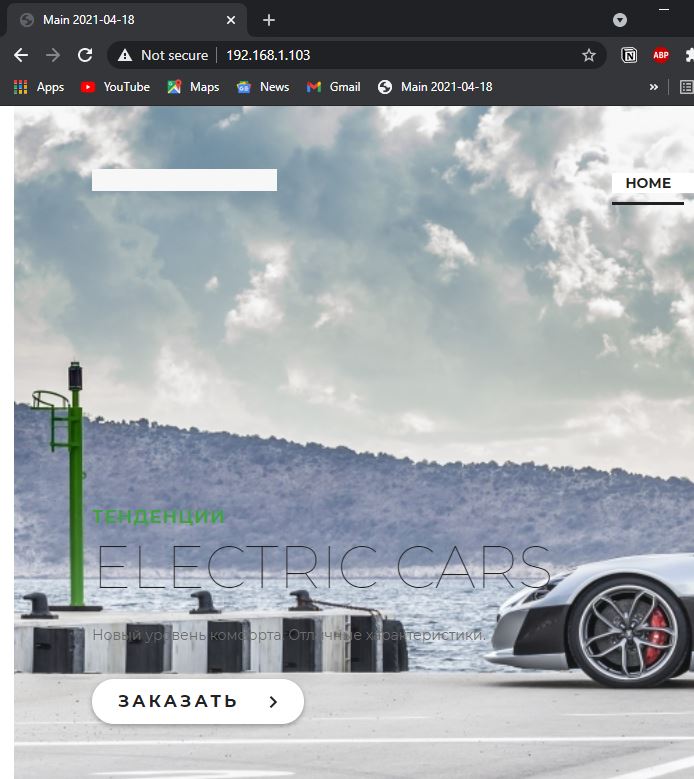 Main 2021-04-18
Not secure 192.168.1.103
ABP
Apps YouTube Maps News Gmail Main 2021-04-18 »
HOME
ТЕНДЕНЦИИ
ELECTRIC CARS
Новый уровень комфорта. Отличные характеристики.
ЗАКАЗАТЬ